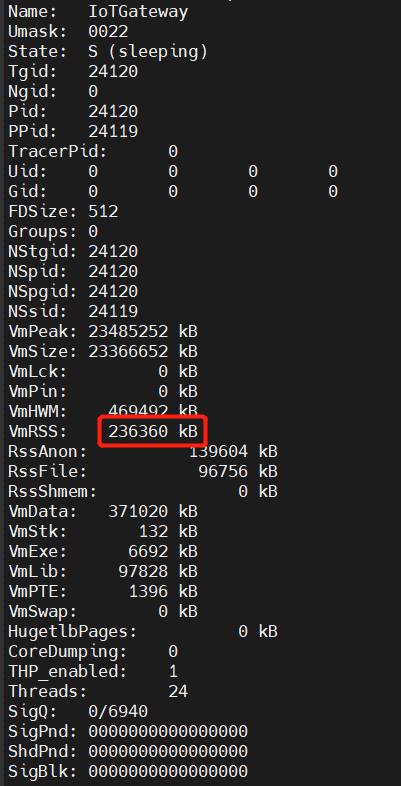 Name: IoTGateway
Umask: 0022
State: S (sleeping)
Tgid: 24120
Ngid: 0
Pid: 24120
PPid: 24119
TracerPid: 0
Uid: 0 0 0 0
Gid: 0 0 0 0
FDSize: 512
Groups: 0
NStgid: 24120
NSpid: 24120
NSpgid: 24120
NSsid: 24119
VmPeak: 23485252 kB
VmSize: 23366652 kB
VmLck: 0 kB
VmPin: 0 kB
VmHWM: 469492 kB
VmRSS: 236360 kB
RssAnon: 139604 kB
RssFile: 96756 kB
RssShmem: 0 kB
VmData: 371020 kB
VmStk: 132 kB
VmExe: 6692 kB
VmLib: 97828 kB
VmPTE: 1396 kB
VmSwap: 0 kB
HugetlbPages: 0 kB
CoreDumping: 0
THP_enabled: 1
Threads: 24
SigQ: 0/6940
SigPnd: 0000000000000000
ShdPnd: 0000000000000000
SigBlk: 0000000000000000